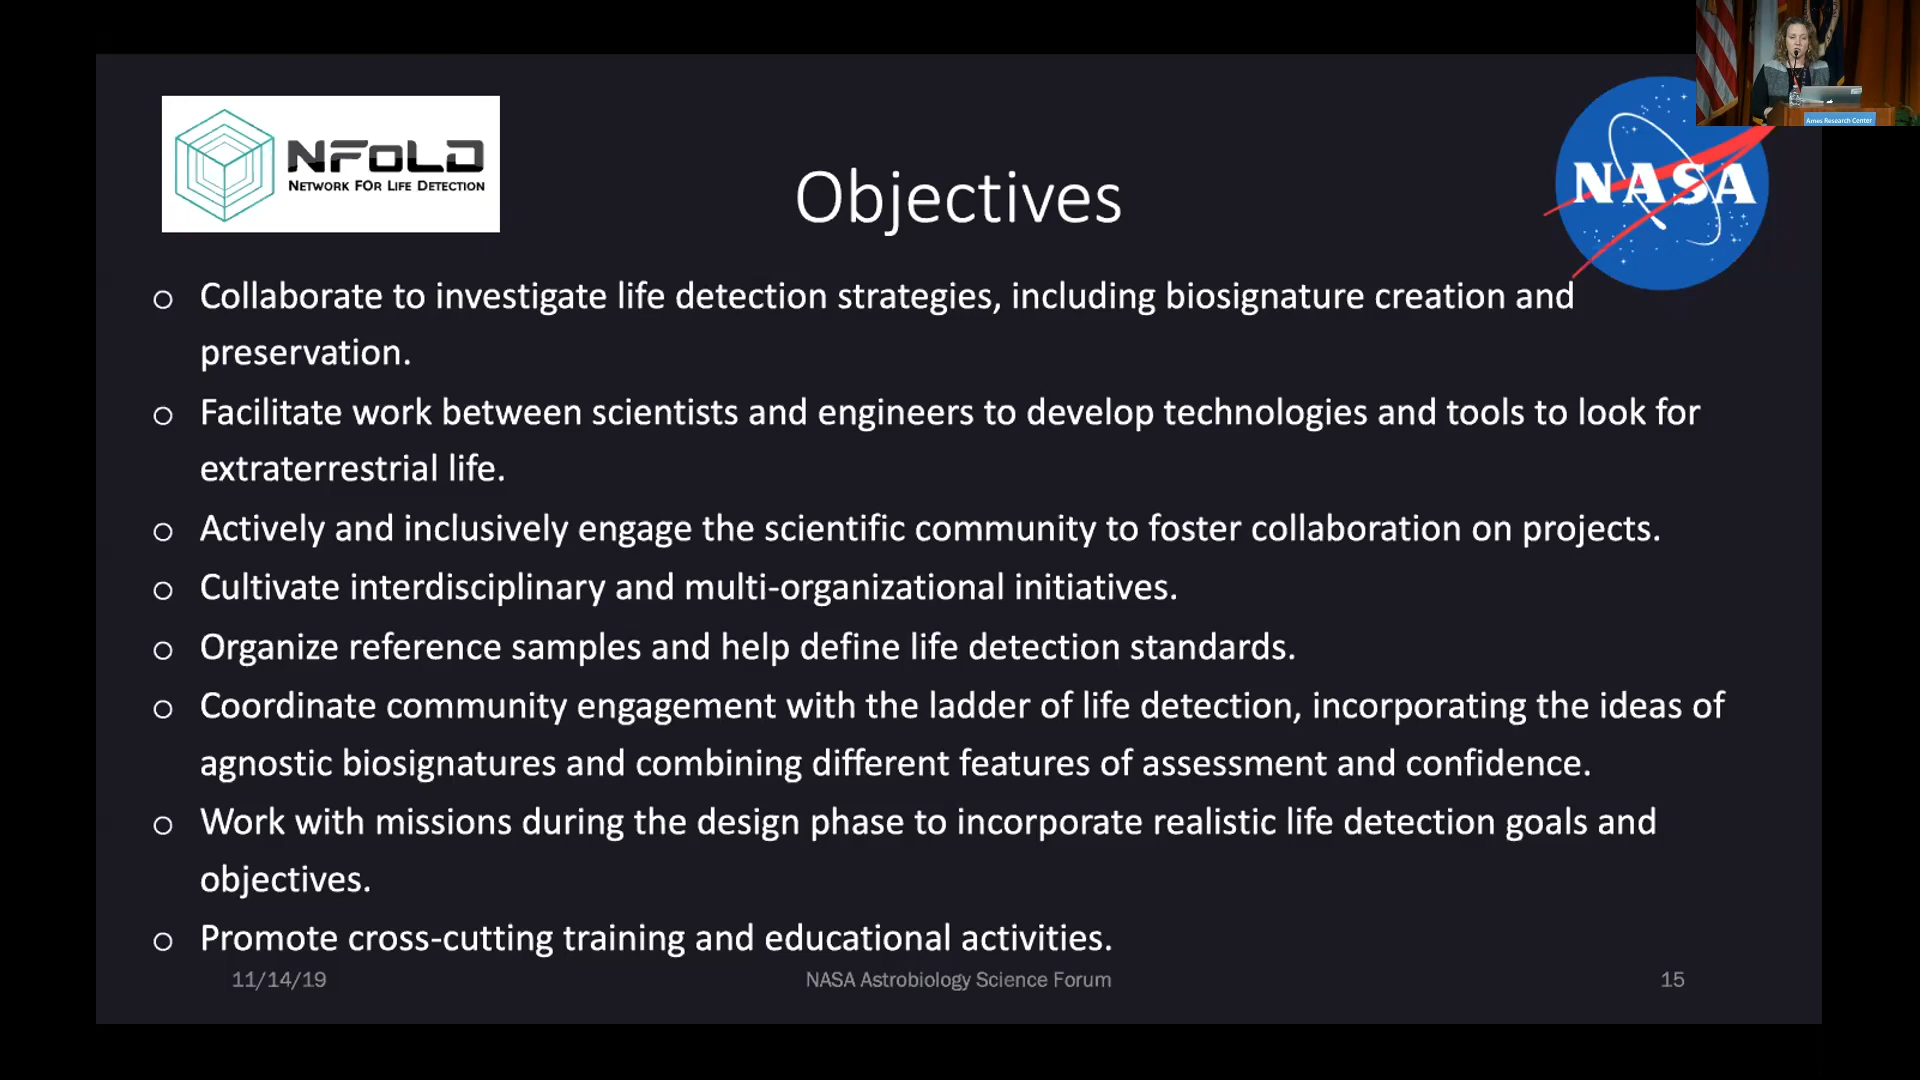 NFoLD
NETWORK FOR LIFE DETECTION
NASA
Ames Research Center
Objectives
○ Collaborate to investigate life detection strategies, including biosignature creation and
preservation.
○ Facilitate work between scientists and engineers to develop technologies and tools to look for
extraterrestrial life.
○ Actively and inclusively engage the scientific community to foster collaboration on projects.
○ Cultivate interdisciplinary and multi-organizational initiatives.
○ Organize reference samples and help define life detection standards.
○ Coordinate community engagement with the ladder of life detection, incorporating the ideas of
agnostic biosignatures and combining different features of assessment and confidence.
○ Work with missions during the design phase to incorporate realistic life detection goals and
objectives.
○ Promote cross-cutting training and educational activities.
11/14/19 NASA Astrobiology Science Forum 15